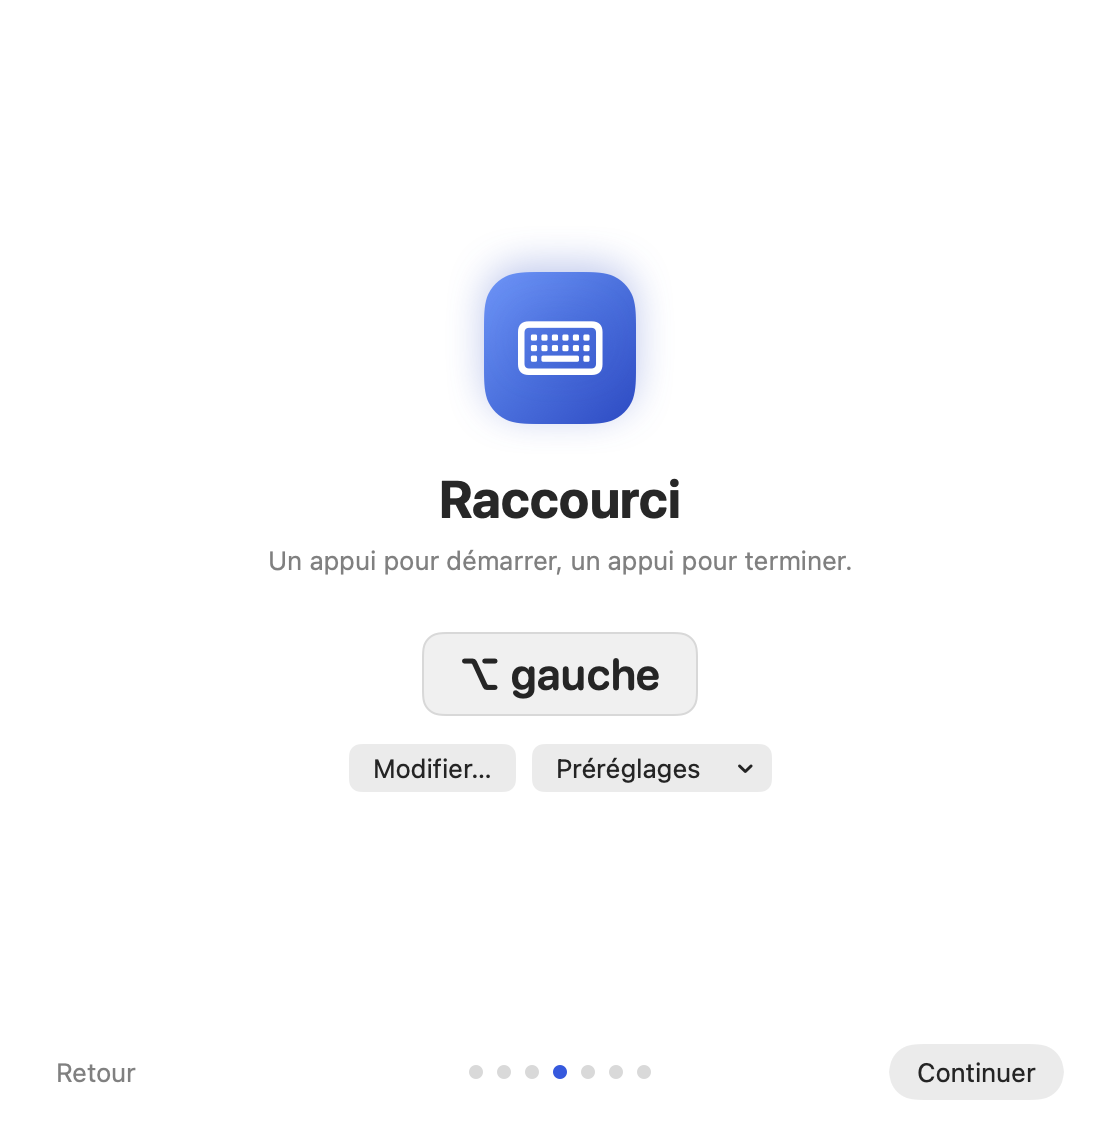 Raccourci
Un appui pour démarrer, un appui pour terminer.
⌥ gauche
Modifier...
Préréglages
Retour
Continuer